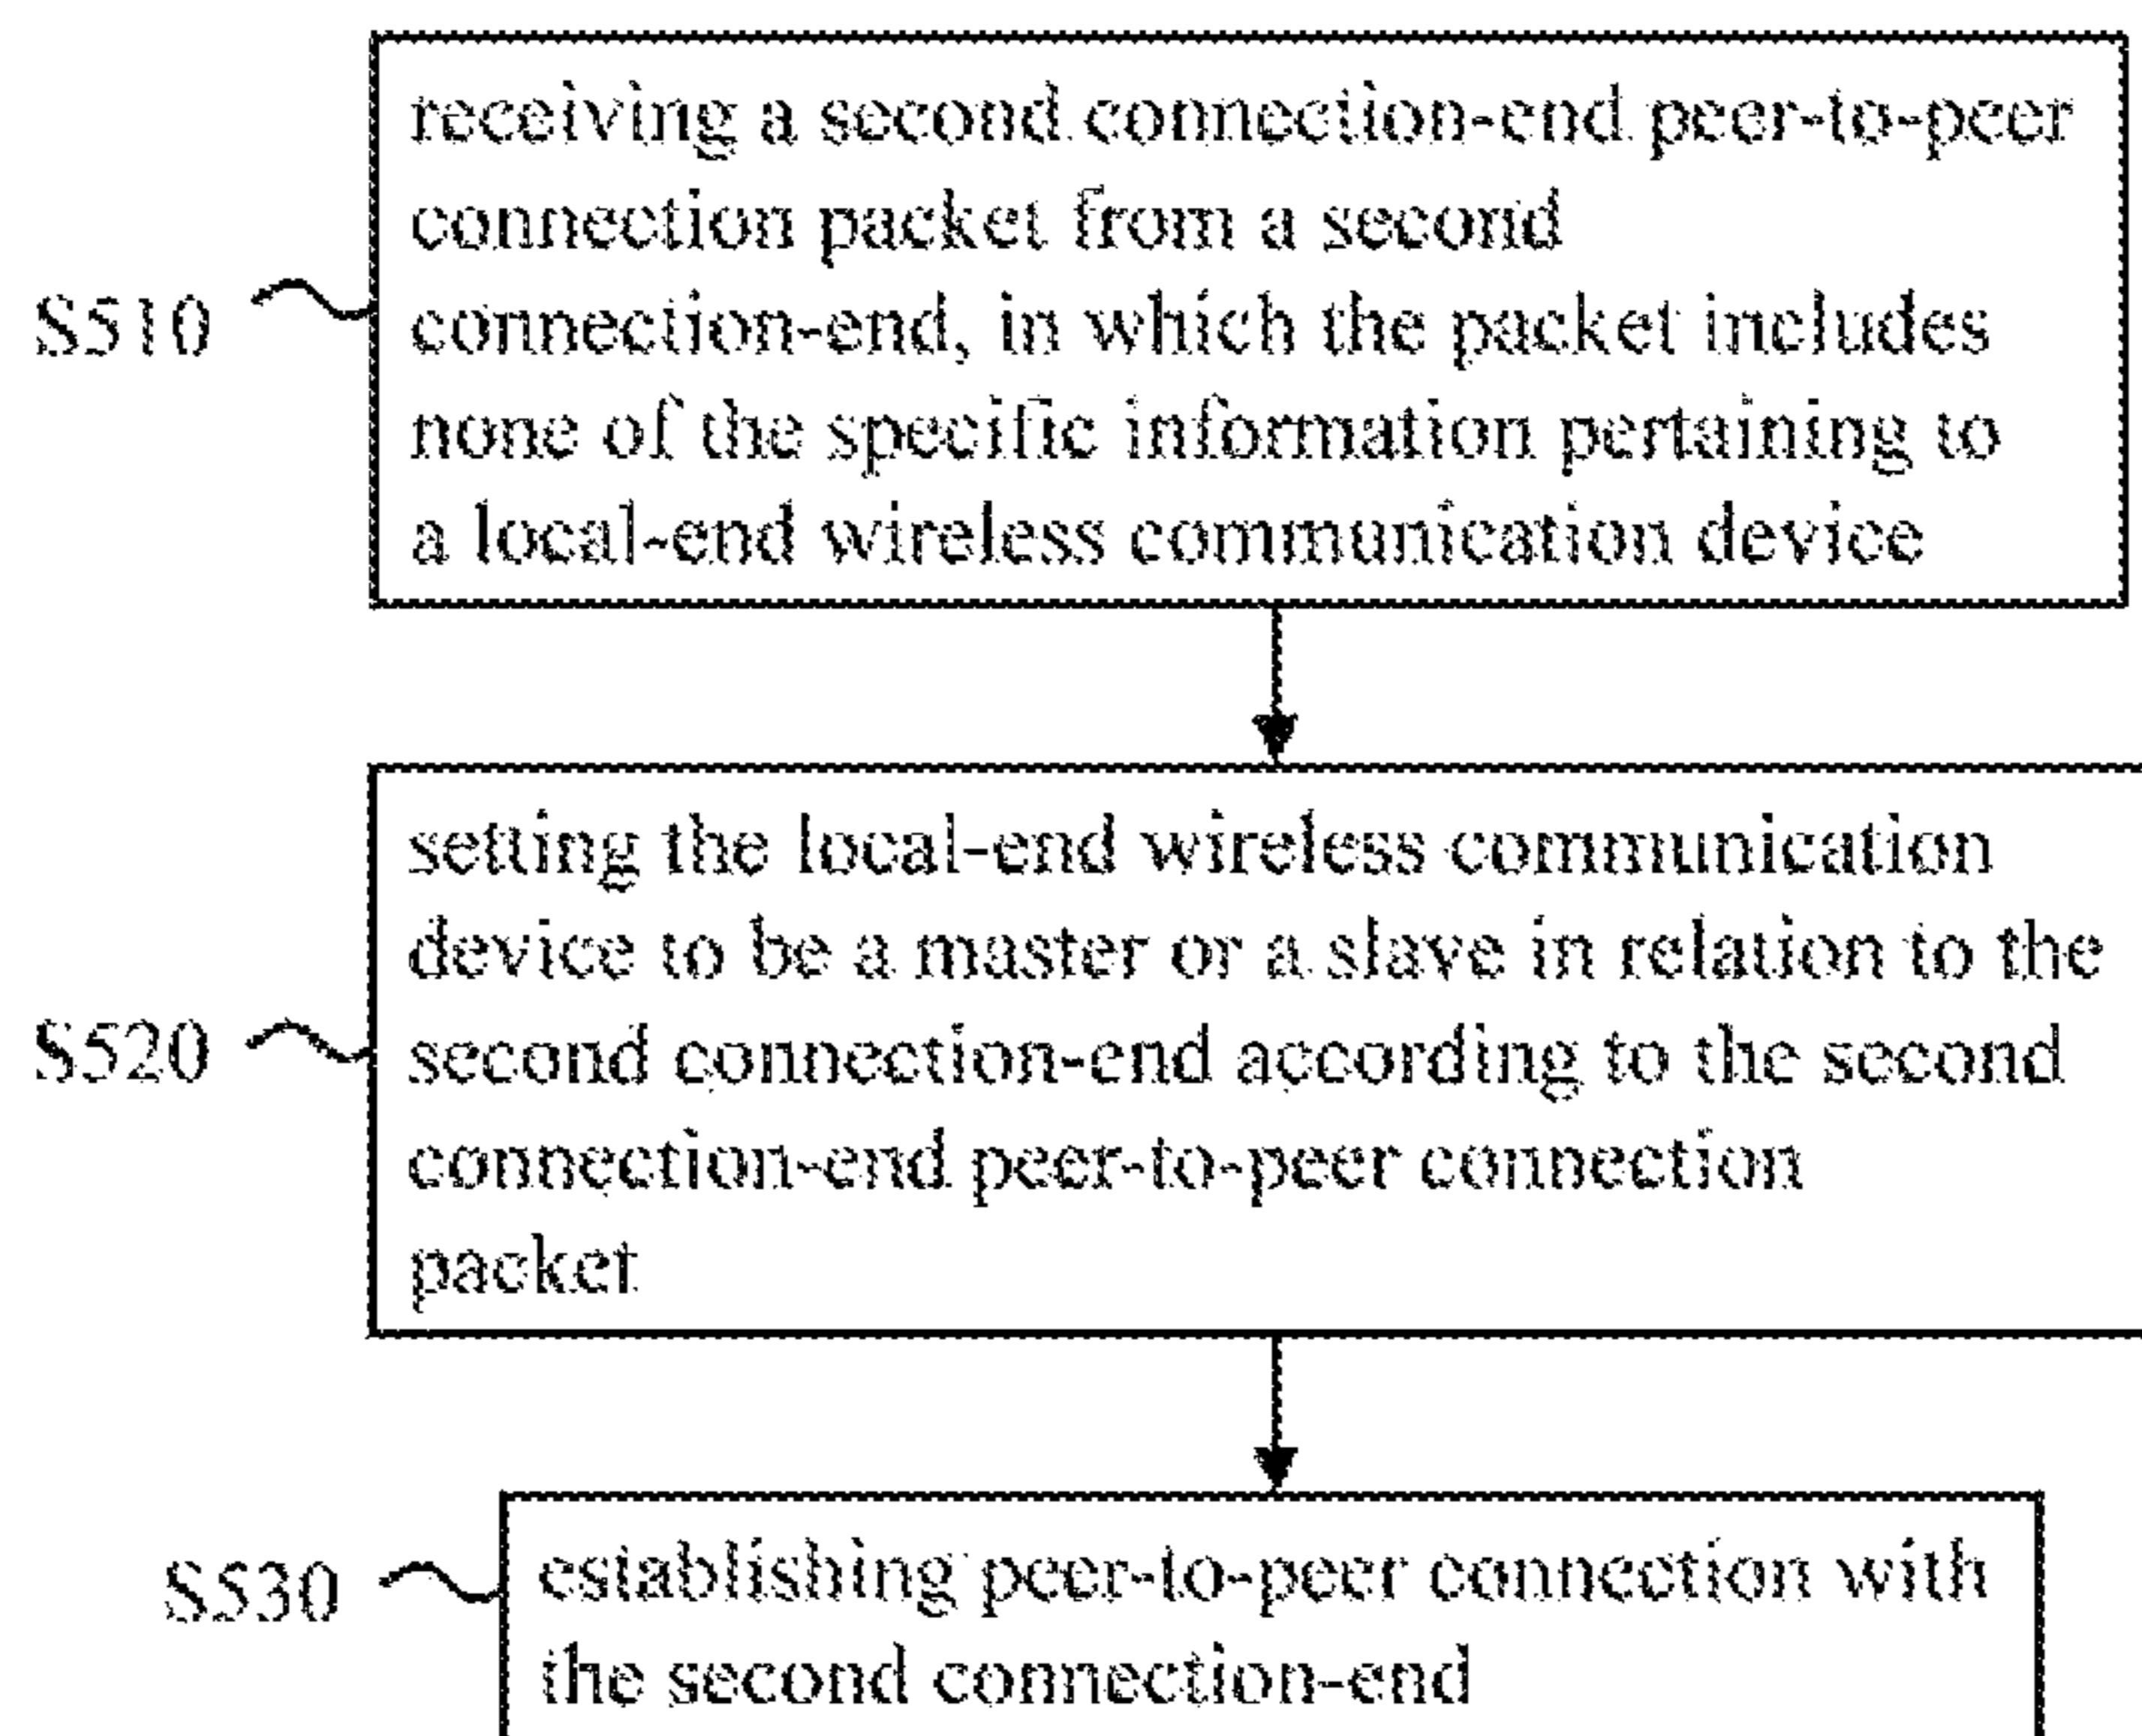 receiving a second connection-end peer-to-peer
connection packet from a second
S510
connection-end, in which the packet includes
none of the specific information pertaining to
a local-end wireless communication device
setting the local-end wireless communication
device to be a master or a slave in relation to the
S520
second connection-end according to the second
connection-end peer-to-peer connection
packet
S530
establishing peer-to-peer connection with
the second connection-end